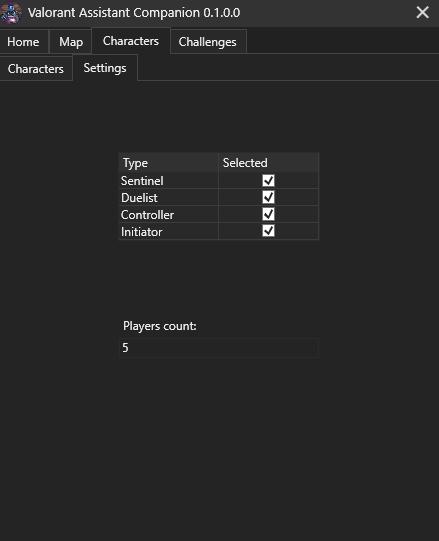 Valorant Assistant Companion 0.1.0.0
Home Map Characters Challenges
Characters Settings
Type Selected
Sentinel
Duelist
Controller
Initiator
Players count:
5